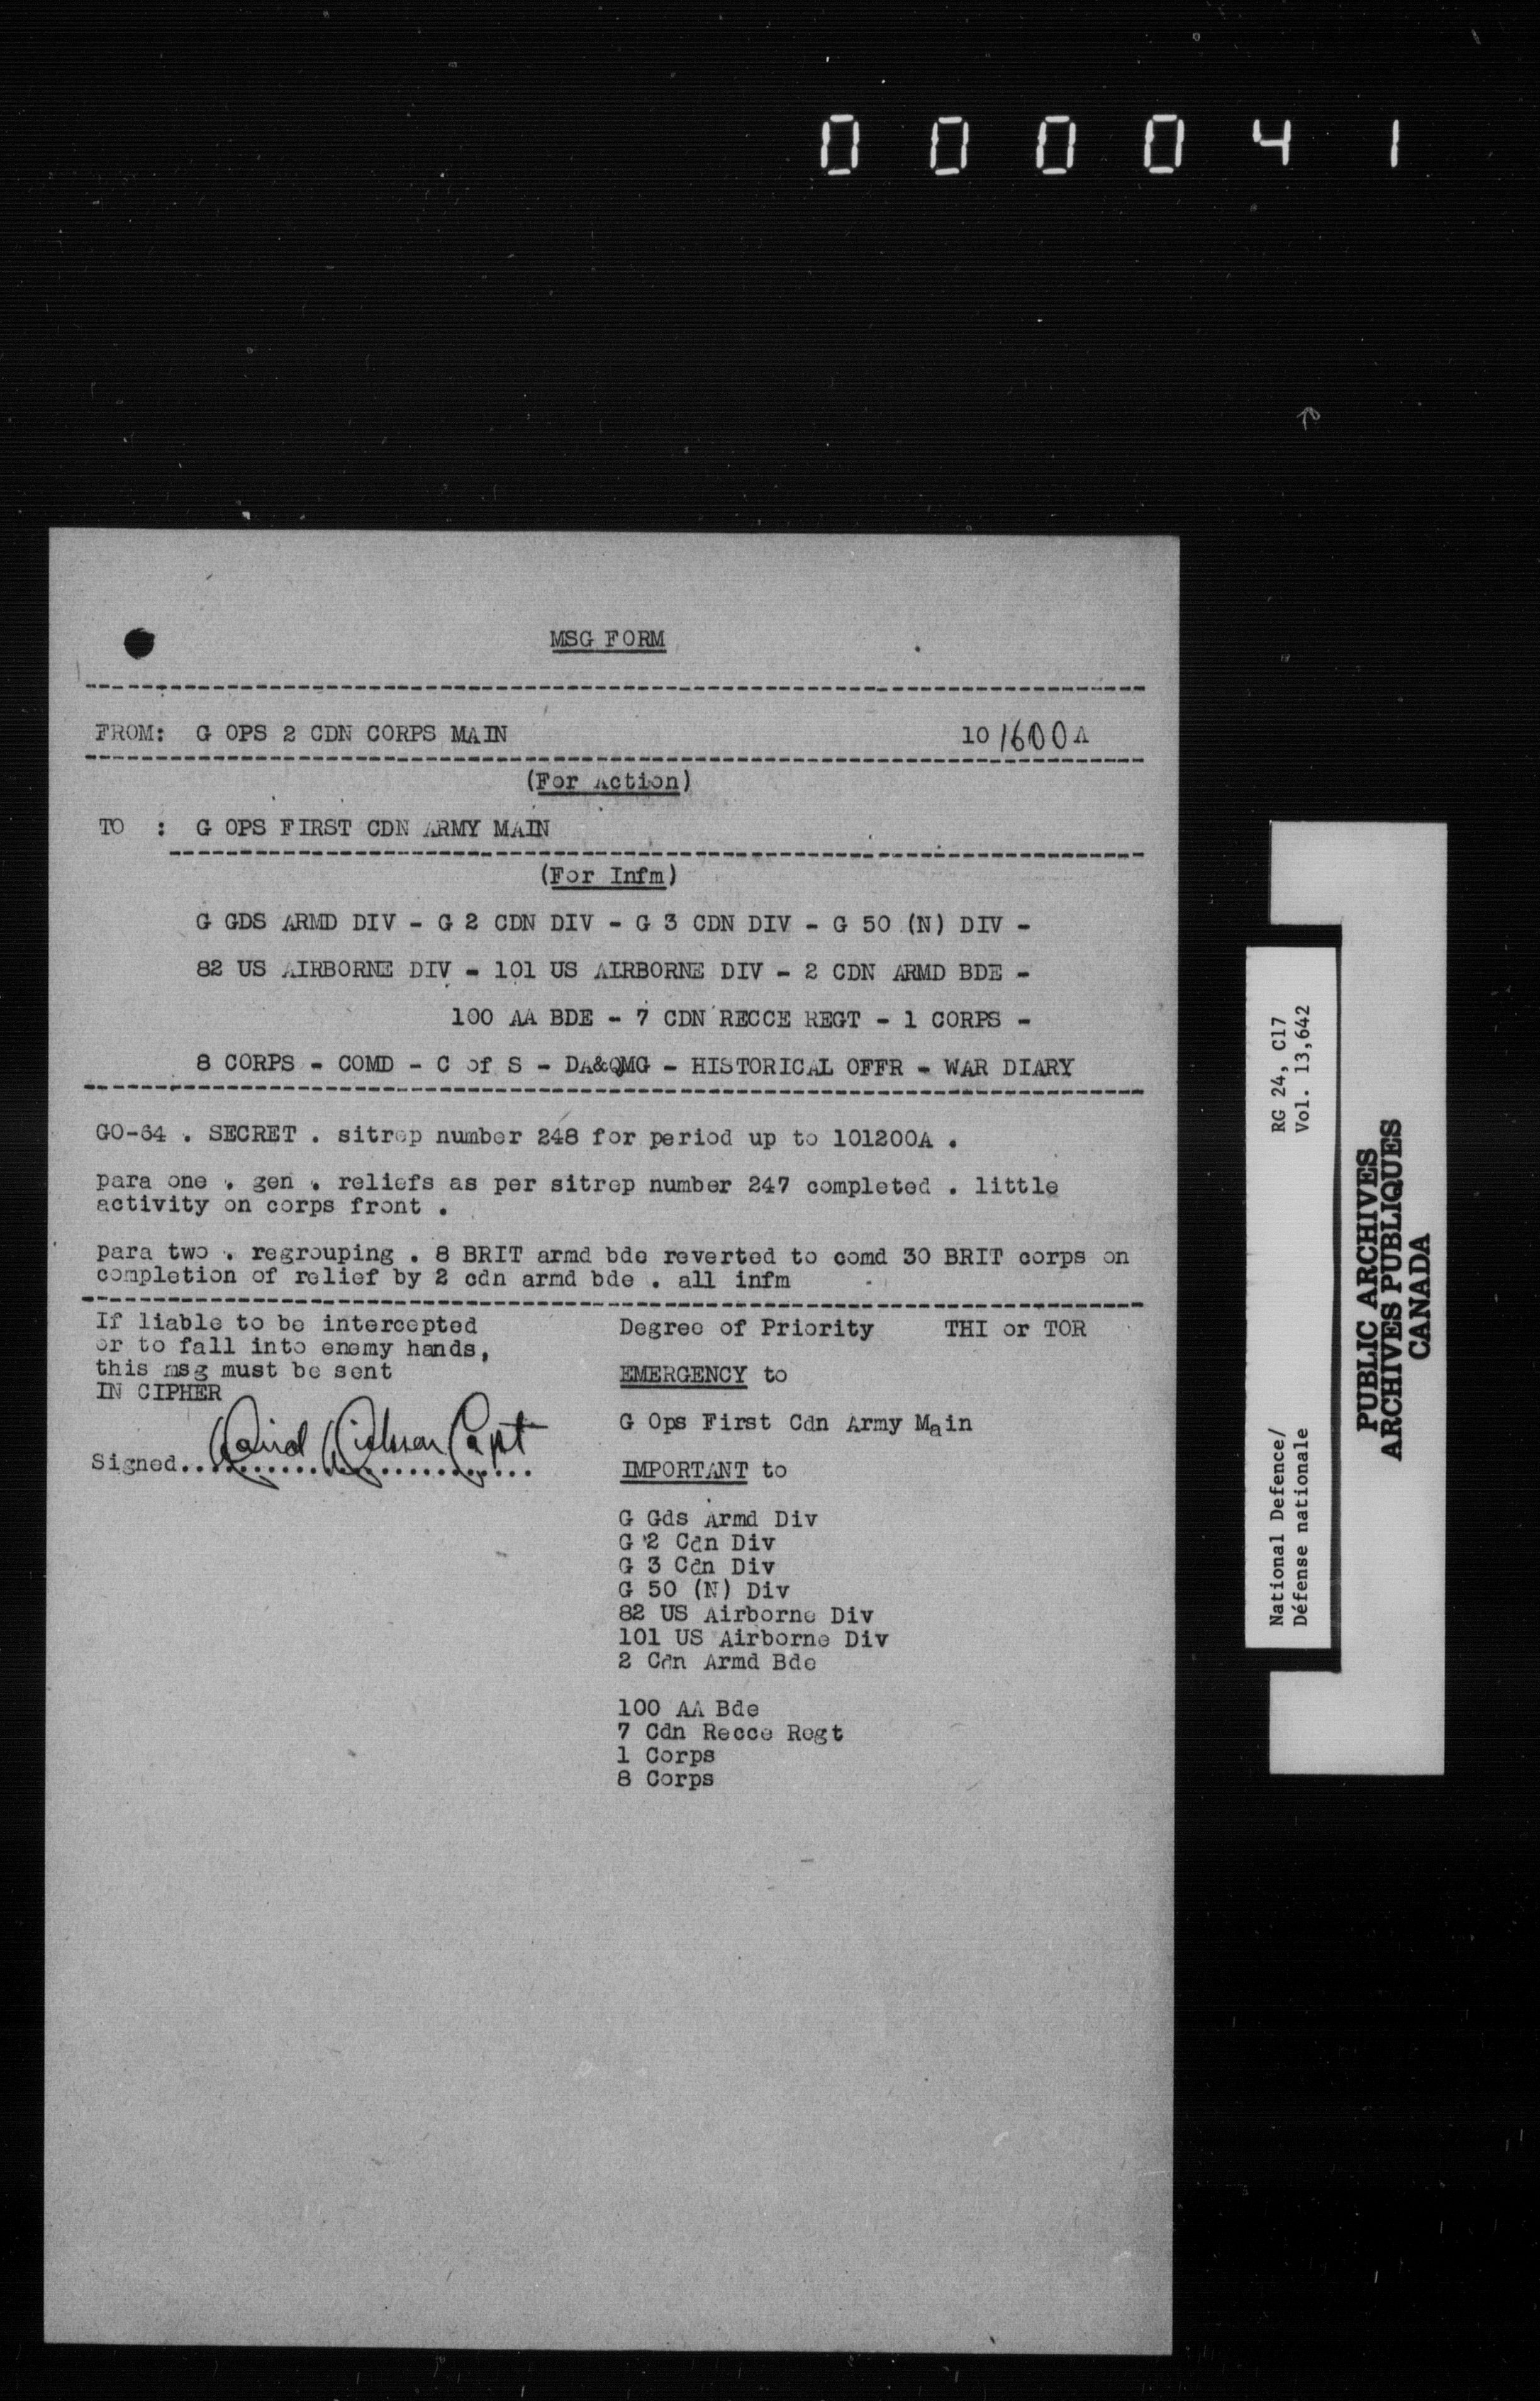 000041
MSG FORM
FROM: G OPS 2 CDN CORPS MAIN 10 1600 A
(For Action)
TO : G OPS FIRST CDN ARMY MAIN
(For Infm)
G GDS ARMD DIV - G 2 CDN DIV - G 3 CDN DIV - G 50 (N) DIV -
82 US AIRBORNE DIV - 101 US AIRBORNE DIV - 2 CDN ARMD BDE -
100 AA BDE - 7 CDN RECCE REGT - 1 CORPS -
8 CORPS - COMD - C of S - DA&QMG - HISTORICAL OFFR - WAR DIARY
GO-64 . SECRET . sitrep number 248 for period up to 101200A .
para one . gen . reliefs as per sitrep number 247 completed . little
activity on corps front .
para two . regrouping . 8 BRIT armd bde reverted to comd 30 BRIT corps on
completion of relief by 2 cdn armd bde . all infm
If liable to be intercepted
or to fall into enemy hands,
this msg must be sent
IN CIPHER
Signed.......................... Capt
Degree of Priority THI or TOR
EMERGENCY to
G Ops First Cdn Army Main
IMPORTANT to
G Gds Armd Div
G 2 Cdn Div
G 3 Cdn Div
G 50 (N) Div
82 US Airborne Div
101 US Airborne Div
2 Cdn Armd Bde
100 AA Bde
7 Cdn Recce Regt
1 Corps
8 Corps
National Defence/ RG 24, C17
Défense nationale Vol. 13,642
PUBLIC ARCHIVES
ARCHIVES PUBLIQUES
CANADA